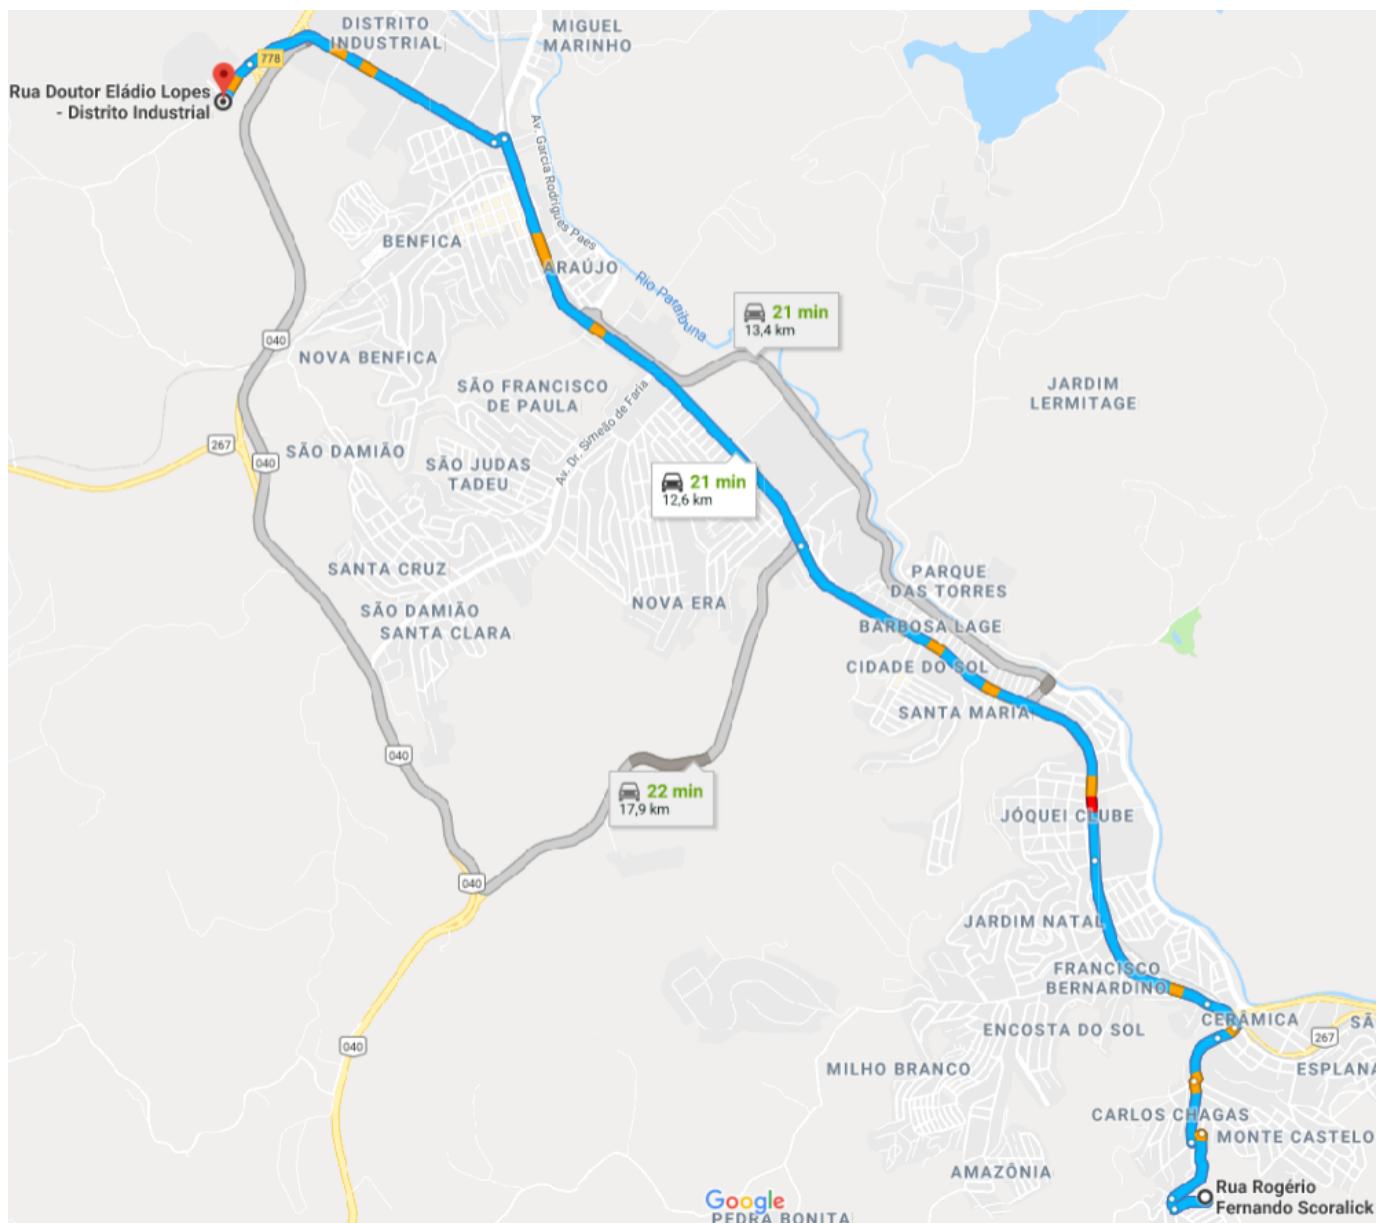 DISTRITO
INDUSTRIAL
MIGUEL
MARINHO
778
Rua Doutor Eládio Lopes
- Distrito Industrial
Av. Garcia Rodrigues Paes
BENFICA
ARAÚJO
Rio Paraibuna
21 min
13,4 km
040
NOVA BENFICA
SÃO FRANCISCO
DE PAULA
JARDIM
LERMITAGE
Av. Dr. Simeão de Faria
267
SÃO DAMIÃO
040
SÃO JUDAS
TADEU
21 min
12,6 km
SANTA CRUZ
PARQUE
DAS TORRES
SÃO DAMIÃO
SANTA CLARA
NOVA ERA
BARBOSA LAGE
CIDADE DO SOL
SANTA MARIA
040
22 min
17,9 km
JÓQUEI CLUBE
040
JARDIM NATAL
FRANCISCO
BERNARDINO
CERÂMICA
SÃ
ENCOSTA DO SOL
267
040
MILHO BRANCO
ESPLANA
CARLOS CHAGAS
MONTE CASTELO
AMAZÔNIA
Rua Rogério
Fernando Scoralick
Google
PEDRA BONITA